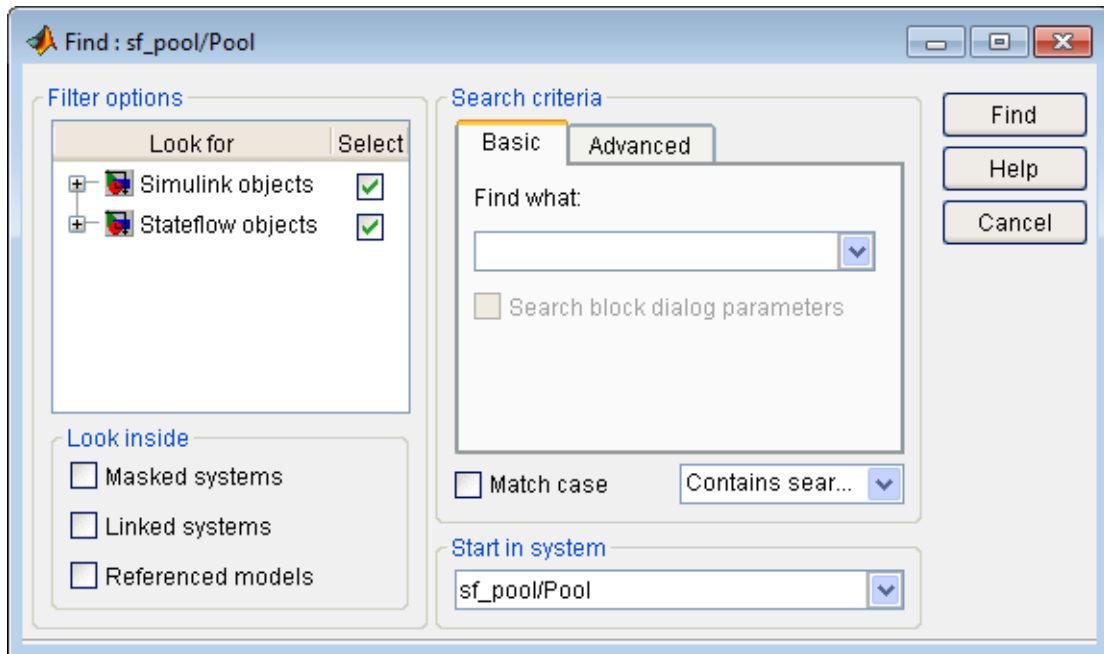 Find : sf_pool/Pool
Filter options
Look for Select
Simulink objects
Stateflow objects
Look inside
Masked systems
Linked systems
Referenced models
Search criteria
Basic Advanced
Find what:
Search block dialog parameters
Match case Contains sear...
Start in system
sf_pool/Pool
Find
Help
Cancel